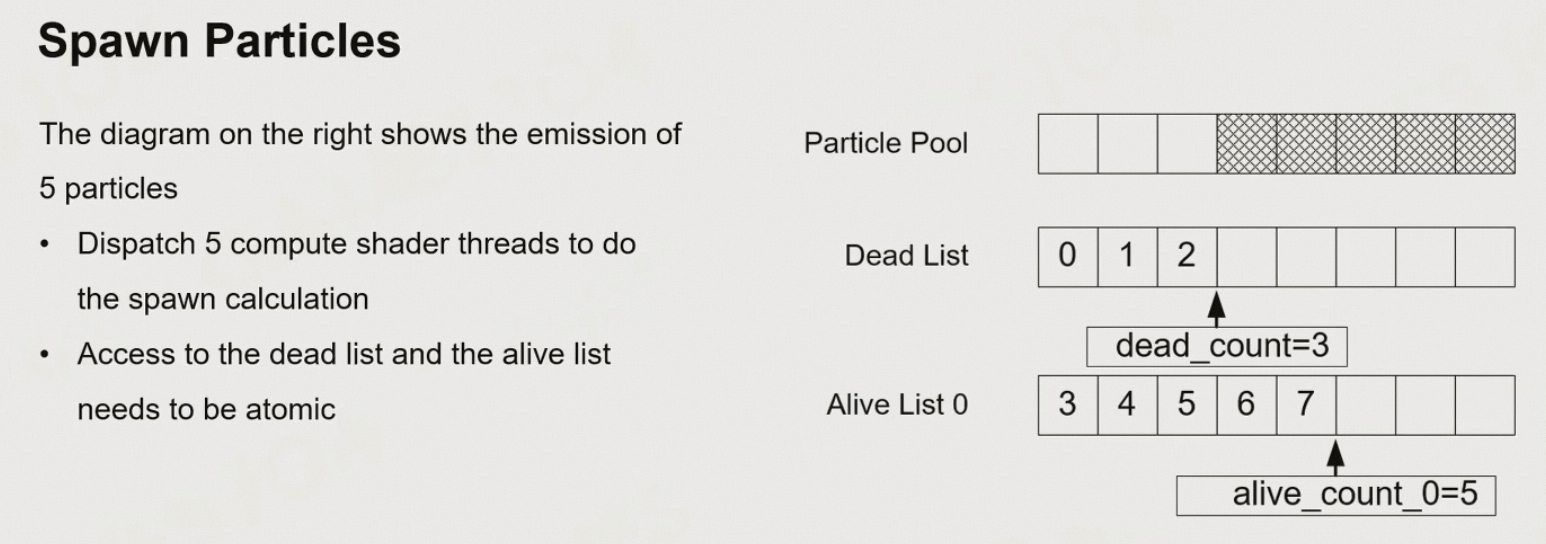 Spawn Particles
The diagram on the right shows the emission of
5 particles
• Dispatch 5 compute shader threads to do
the spawn calculation
• Access to the dead list and the alive list
needs to be atomic
Particle Pool
Dead List
0 1 2
dead_count=3
Alive List 0
3 4 5 6 7
alive_count_0=5